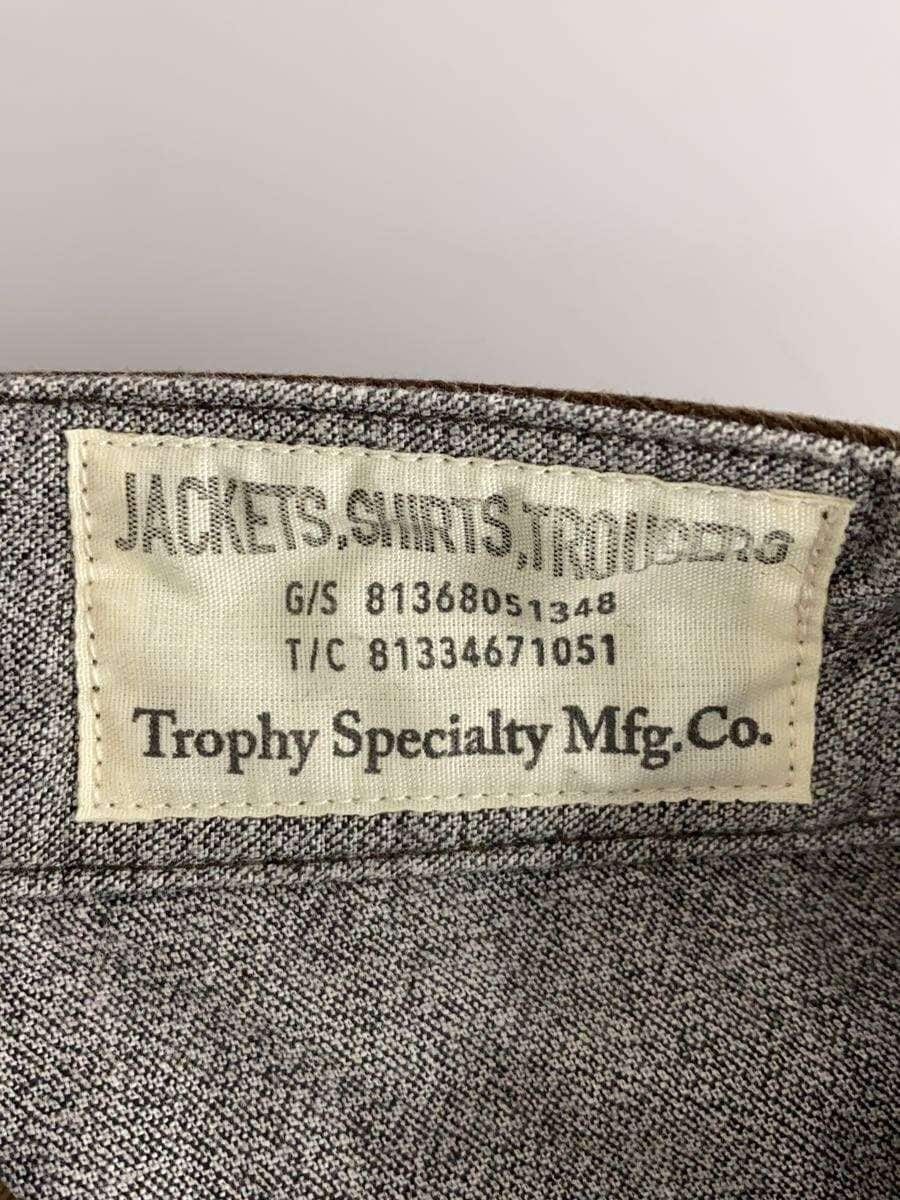 JACKETS,SHIRTS,TROUSERS
G/S 81368051348
T/C 81334671051
Trophy Specialty Mfg.Co.